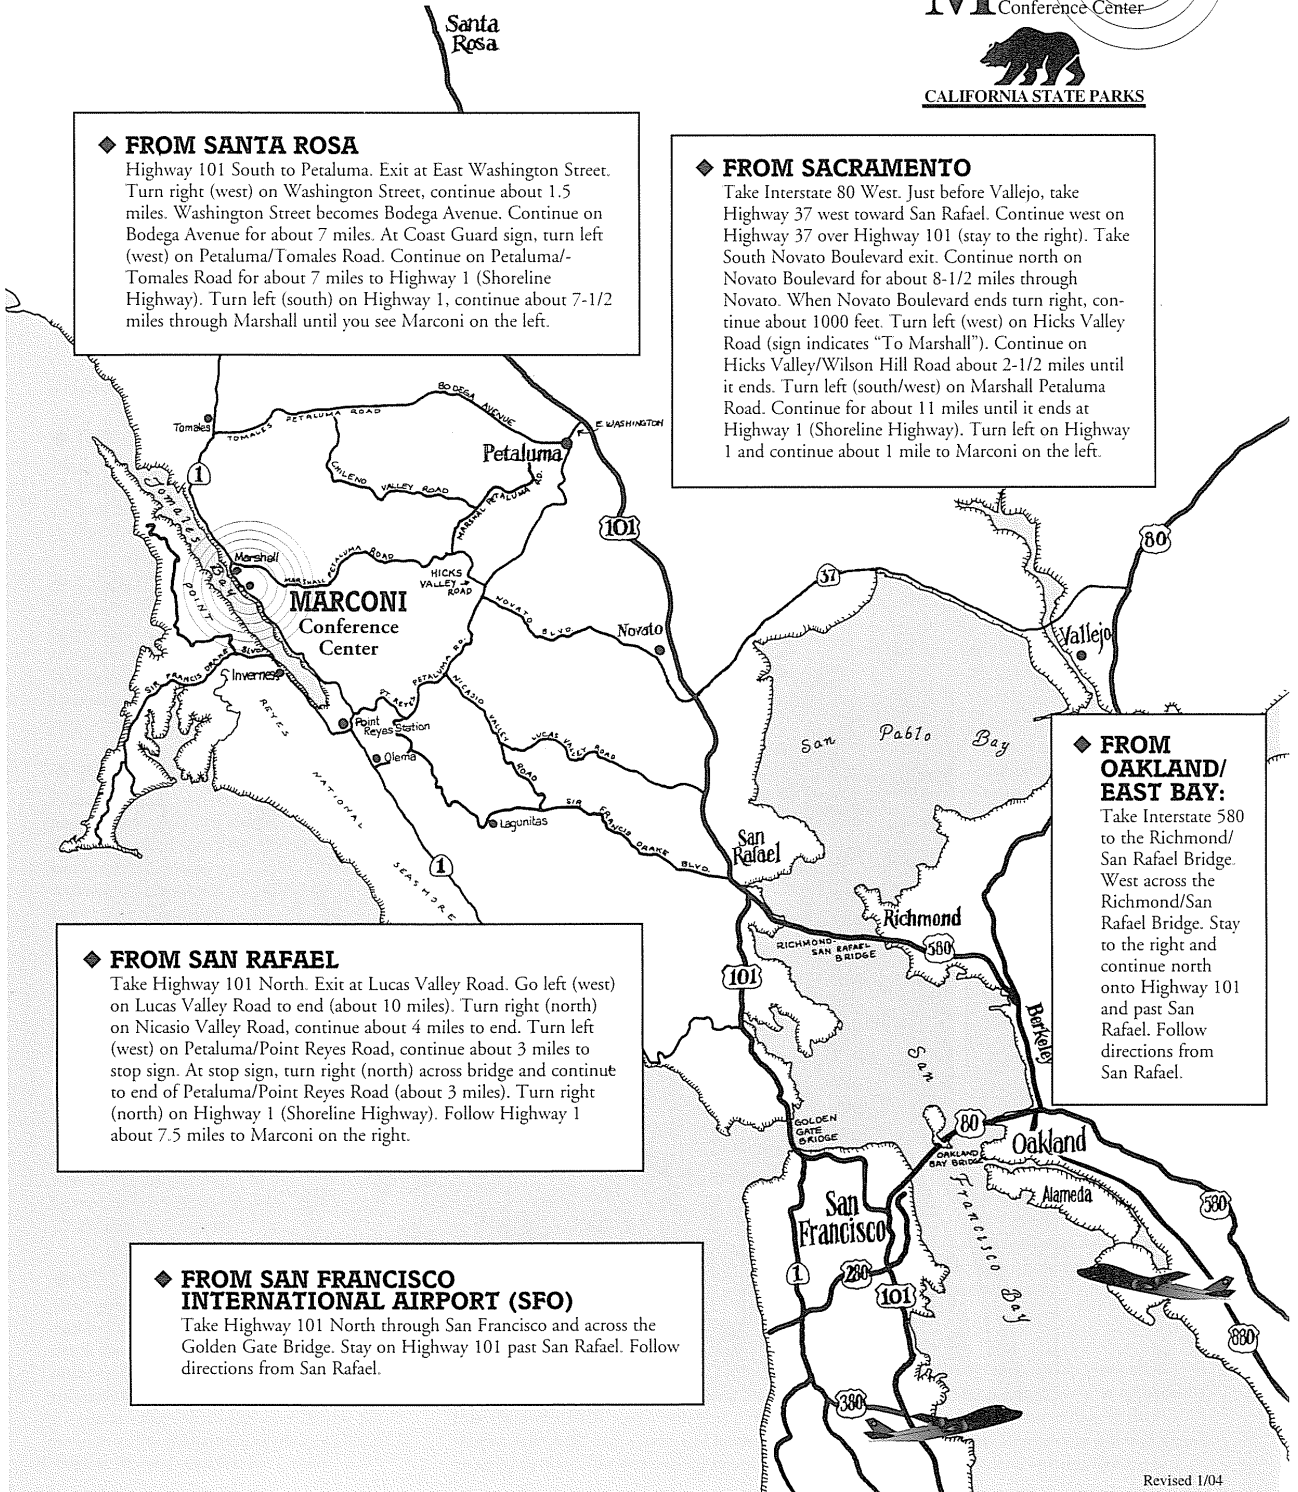 Conference Center
CALIFORNIA STATE PARKS
Santa
Rosa
FROM SANTA ROSA
Highway 101 South to Petaluma. Exit at East Washington Street.
Turn right (west) on Washington Street, continue about 1.5
miles. Washington Street becomes Bodega Avenue. Continue on
Bodega Avenue for about 7 miles. At Coast Guard sign, turn left
(west) on Petaluma/Tomales Road. Continue on Petaluma/-
Tomales Road for about 7 miles to Highway 1 (Shoreline
Highway). Turn left (south) on Highway 1, continue about 7-1/2
miles through Marshall until you see Marconi on the left.
FROM SACRAMENTO
Take Interstate 80 West. Just before Vallejo, take
Highway 37 west toward San Rafael. Continue west on
Highway 37 over Highway 101 (stay to the right). Take
South Novato Boulevard exit. Continue north on
Novato Boulevard for about 8-1/2 miles through
Novato. When Novato Boulevard ends turn right, con-
tinue about 1000 feet. Turn left (west) on Hicks Valley
Road (sign indicates “To Marshall”). Continue on
Hicks Valley/Wilson Hill Road about 2-1/2 miles until
it ends. Turn left (south/west) on Marshall Petaluma
Road. Continue for about 11 miles until it ends at
Highway 1 (Shoreline Highway). Turn left on Highway
1 and continue about 1 mile to Marconi on the left.
Tomales
TOMALES PETALUMA ROAD
BODEGA AVENUE
E. WASHINGTON
Petaluma
1
CHILENO VALLEY ROAD
MARSHAL PETALUMA RD.
101
80
Tomales Bay
Marshall
MARSHALL PETALUMA ROAD
HICKS
VALLEY
ROAD
37
MARCONI
Conference
Center
NOVATO BLVD.
Novato
Vallejo
POINT
REYES
NATIONAL
SEASHORE
SIR FRANCIS DRAKE BLVD.
Inverness
PT REYES PETALUMA RD.
NICASIO VALLEY
ROAD
Point
Reyes Station
LUCAS VALLEY ROAD
San Pablo Bay
Olema
Lagunitas
SIR FRANCIS DRAKE BLVD.
San
Rafael
1
FROM
OAKLAND/
EAST BAY:
Take Interstate 580
to the Richmond/
San Rafael Bridge.
West across the
Richmond/San
Rafael Bridge. Stay
to the right and
continue north
onto Highway 101
and past San
Rafael. Follow
directions from
San Rafael.
Richmond
RICHMOND-
SAN RAFAEL
BRIDGE
580
101
Berkeley
FROM SAN RAFAEL
Take Highway 101 North. Exit at Lucas Valley Road. Go left (west)
on Lucas Valley Road to end (about 10 miles). Turn right (north)
on Nicasio Valley Road, continue about 4 miles to end. Turn left
(west) on Petaluma/Point Reyes Road, continue about 3 miles to
stop sign. At stop sign, turn right (north) across bridge and continue
to end of Petaluma/Point Reyes Road (about 3 miles). Turn right
(north) on Highway 1 (Shoreline Highway). Follow Highway 1
about 7.5 miles to Marconi on the right.
San
Francisco
Bay
GOLDEN
GATE
BRIDGE
80
OAKLAND
BAY BRIDGE
Oakland
Alameda
580
San
Francisco
1
280
101
880
380
FROM SAN FRANCISCO
INTERNATIONAL AIRPORT (SFO)
Take Highway 101 North through San Francisco and across the
Golden Gate Bridge. Stay on Highway 101 past San Rafael. Follow
directions from San Rafael.
Revised 1/04